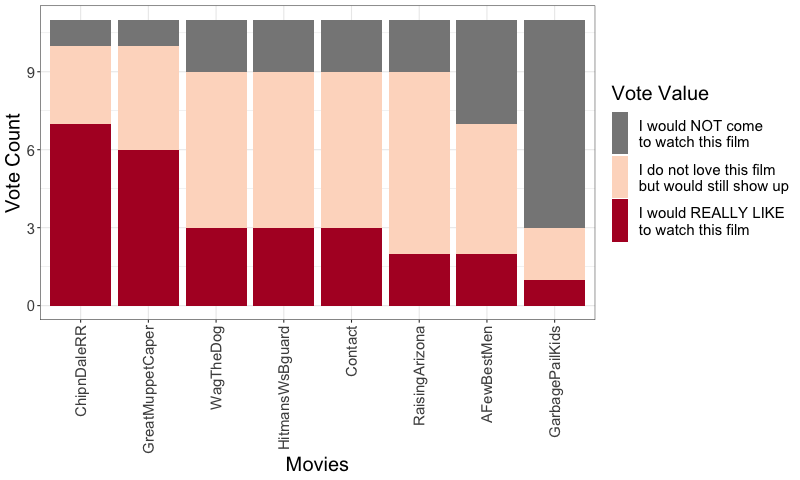 Vote Count
9
6
3
0
ChipnDaleRR
GreatMuppetCaper
WagTheDog
HitmansWsBguard
Contact
RaisingArizona
AFewBestMen
GarbagePailKids
Movies
Vote Value
I would NOT come
to watch this film
I do not love this film
but would still show up
I would REALLY LIKE
to watch this film